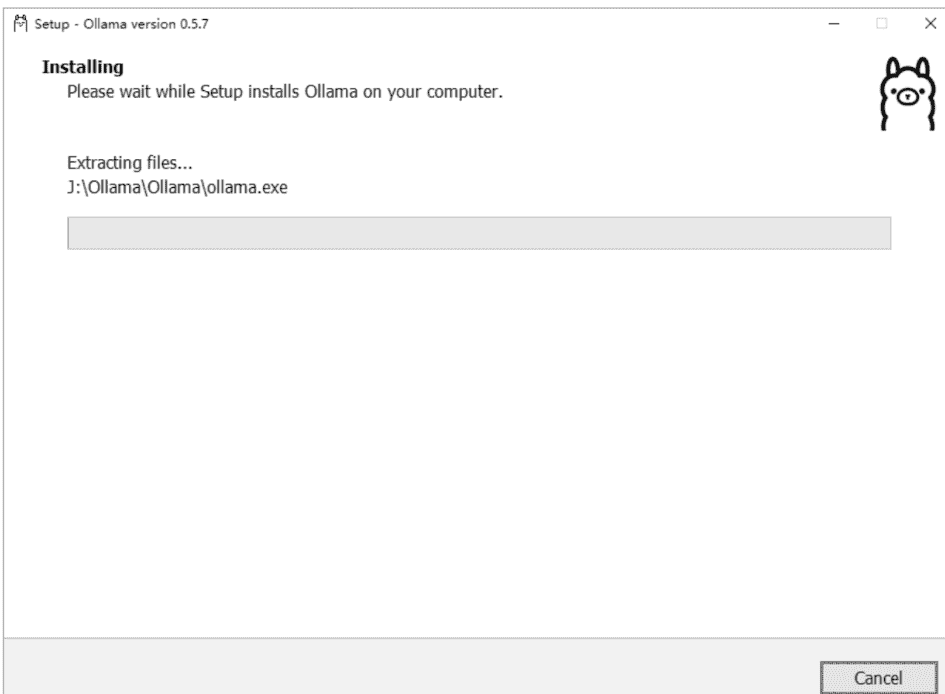 Setup - Ollama version 0.5.7
Installing
Please wait while Setup installs Ollama on your computer.
Extracting files...
J:\Ollama\Ollama\ollama.exe
Cancel